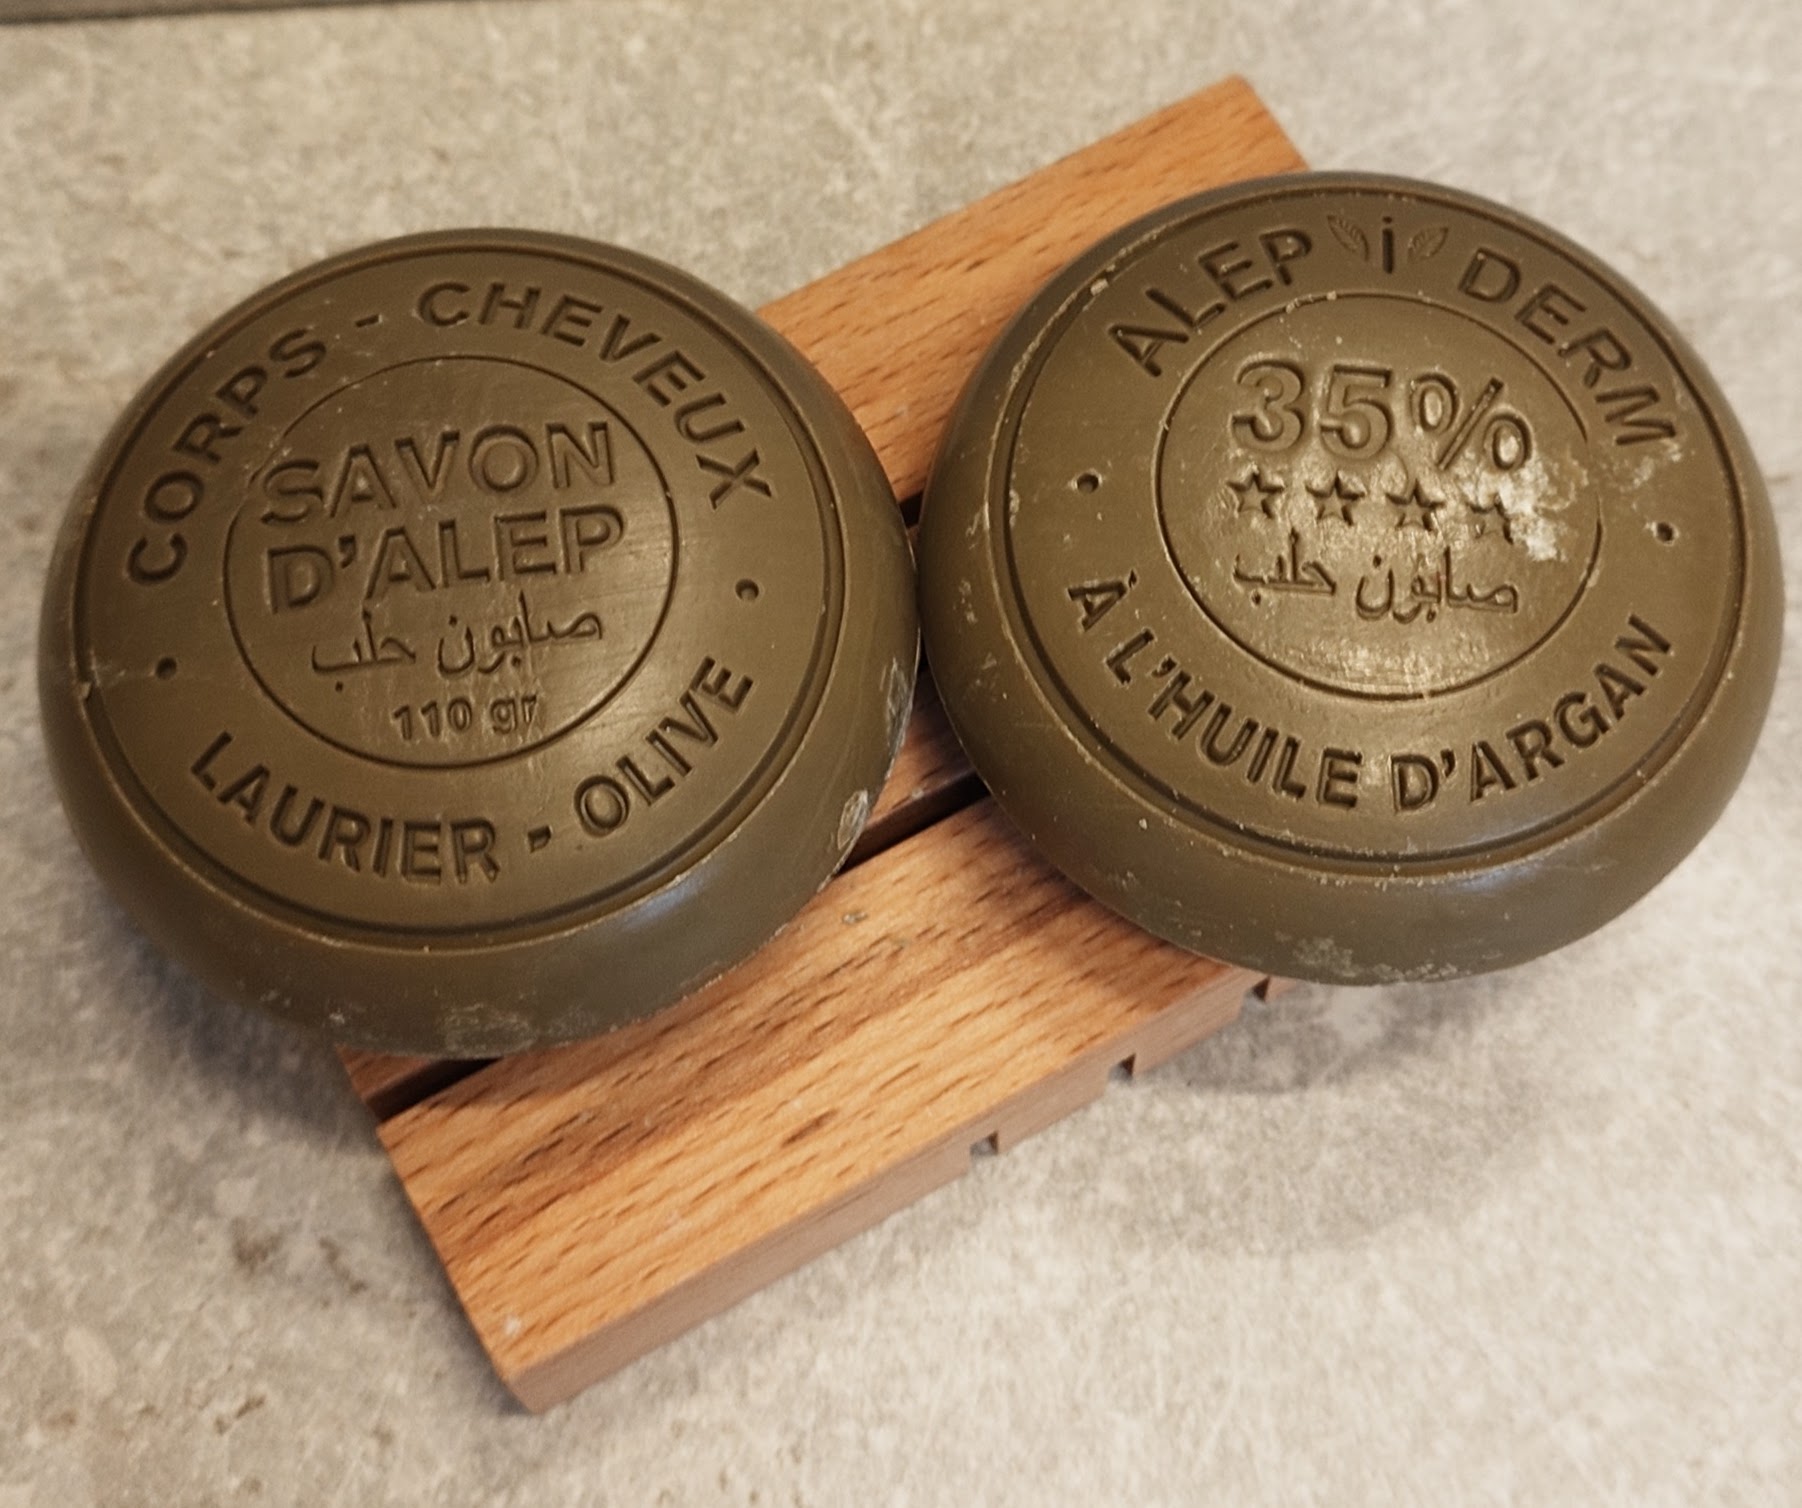 CORPS - CHEVEUX
SAVON
D'ALEP
صابون حلب
110 gr
LAURIER - OLIVE
ALEP i DERM
35%
★★★★
صابون حلب
À L'HUILE D'ARGAN